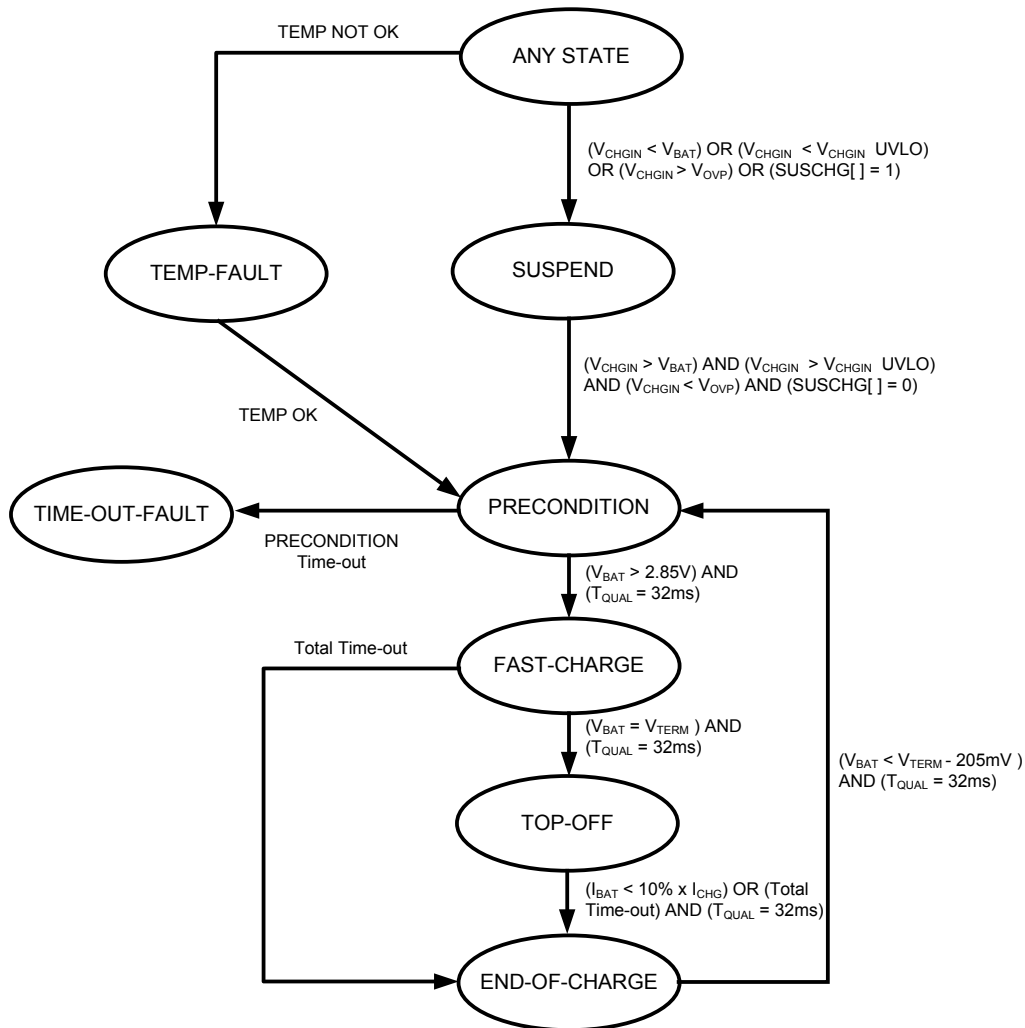 TEMP NOT OK
ANY STATE
(VCHGIN < VBAT) OR (VCHGIN < VCHGIN UVLO)
OR (VCHGIN > VOVP) OR (SUSCHG[ ] = 1)
TEMP-FAULT
SUSPEND
(VCHGIN > VBAT) AND (VCHGIN > VCHGIN UVLO)
AND (VCHGIN < VOVP) AND (SUSCHG[ ] = 0)
TEMP OK
TIME-OUT-FAULT
PRECONDITION
PRECONDITION
Time-out
(VBAT > 2.85V) AND
(TQUAL = 32ms)
Total Time-out
FAST-CHARGE
(VBAT = VTERM ) AND
(TQUAL = 32ms)
(VBAT < VTERM - 205mV )
AND (TQUAL = 32ms)
TOP-OFF
(IBAT < 10% x ICHG) OR (Total
Time-out) AND (TQUAL = 32ms)
END-OF-CHARGE